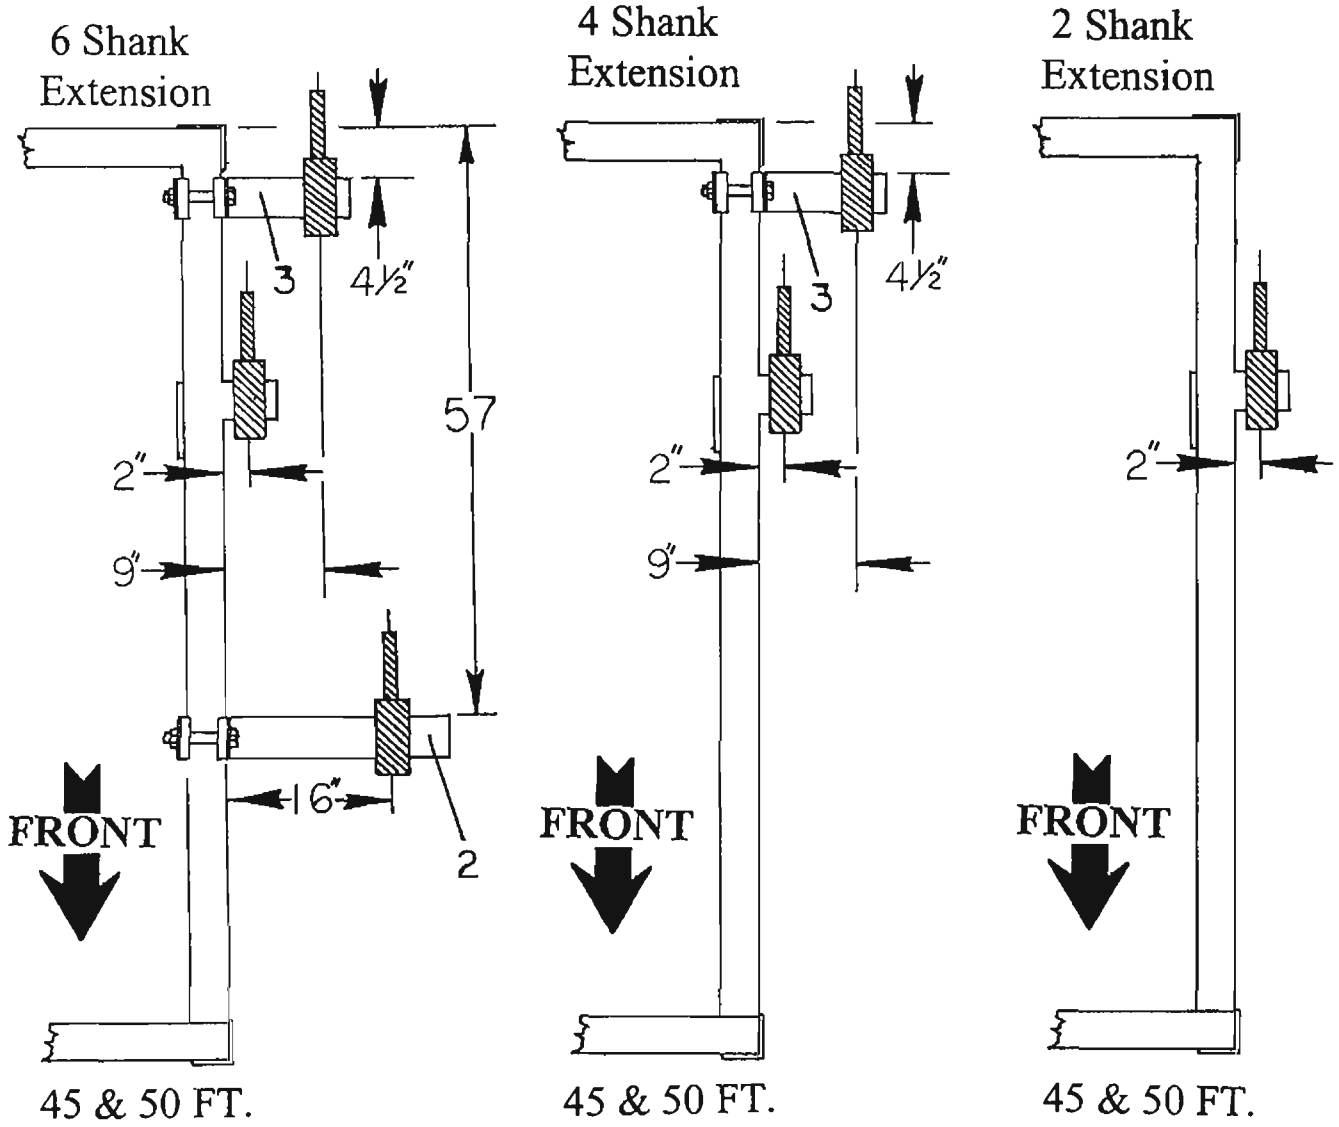 6 Shank
Extension
4 Shank
Extension
2 Shank
Extension
3
4½"
57
2"
9"
16"
2
FRONT
45 & 50 FT.
3
4½"
2"
9"
FRONT
45 & 50 FT.
2"
FRONT
45 & 50 FT.